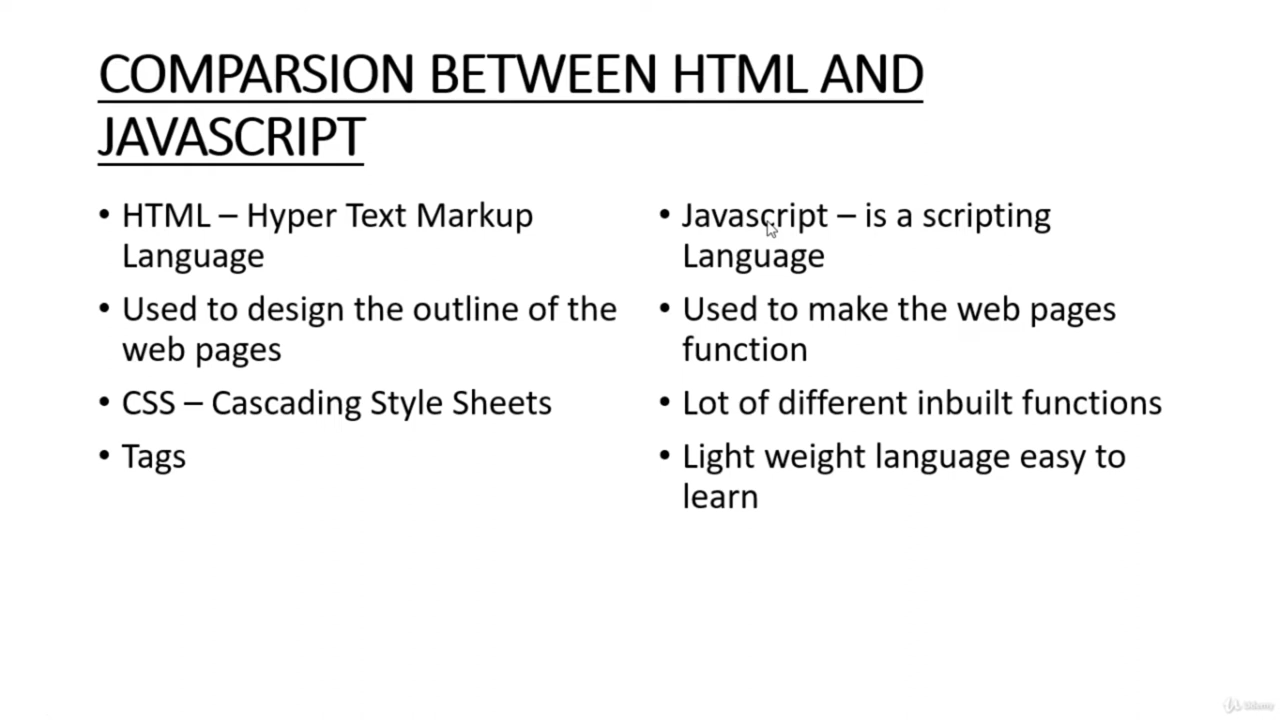 COMPARSION BETWEEN HTML AND
JAVASCRIPT
• HTML – Hyper Text Markup
Language
• Used to design the outline of the
web pages
• CSS – Cascading Style Sheets
• Tags
• Javascript – is a scripting
Language
• Used to make the web pages
function
• Lot of different inbuilt functions
• Light weight language easy to
learn
Udemy